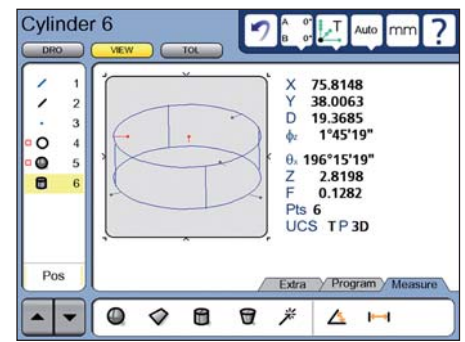 Cylinder 6
A 0°
B 0°
T
Auto
mm
?
DRO
VIEW
TOL
1
2
3
4
5
6
X 75.8148
Y 38.0063
D 19.3685
ϕz 1°45'19"
θx 196°15'19"
Z 2.8198
F 0.1282
Pts 6
UCS T P 3D
Pos
Extra
Program
Measure